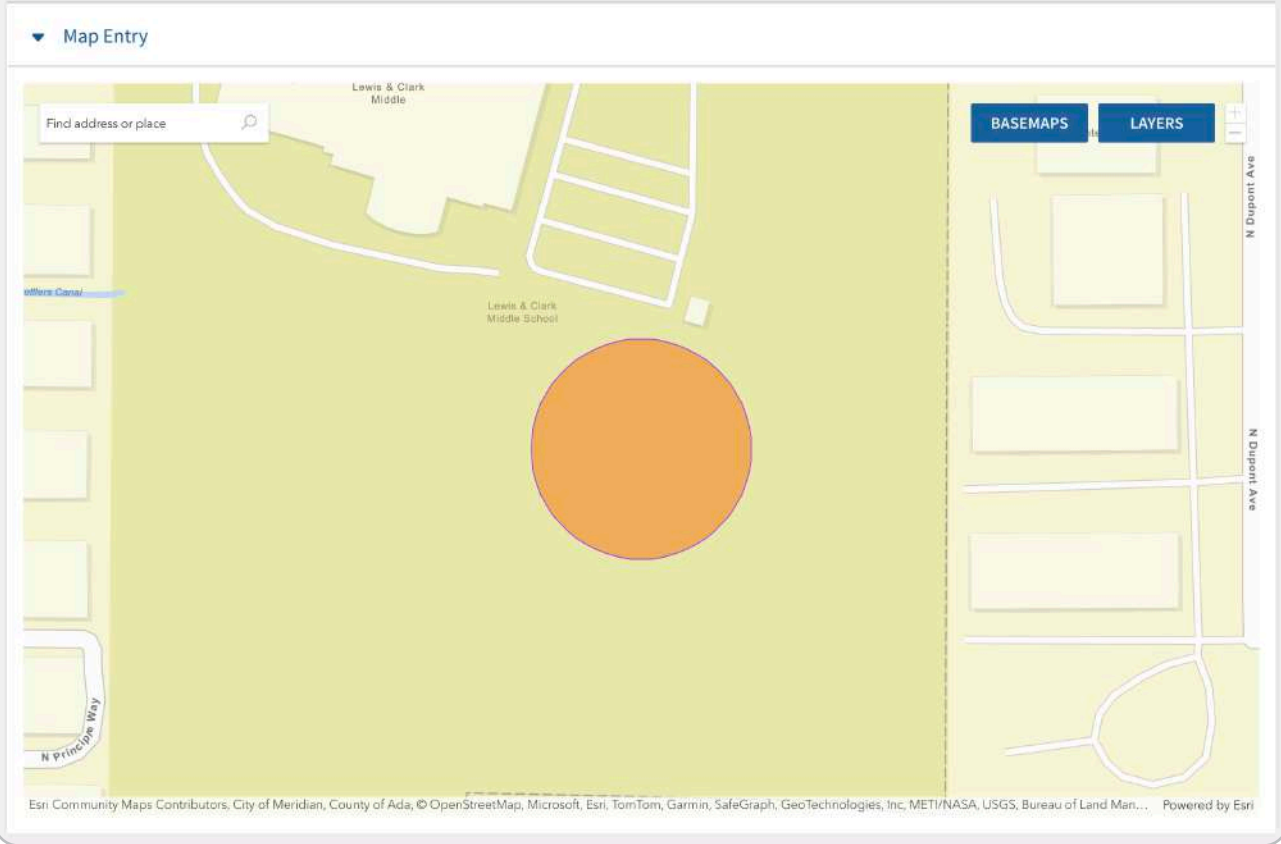 Map Entry
Lewis & Clark
Middle
Find address or place
BASEMAPS
LAYERS
N Dupont Ave
Lewis & Clark
Middle School
N Dupont Ave
N Principle Way
Esri Community Maps Contributors, City of Meridian, County of Ada, © OpenStreetMap, Microsoft, Esri, TomTom, Garmin, SafeGraph, GeoTechnologies, Inc, METI/NASA, USGS, Bureau of Land Man...
Powered by Esri